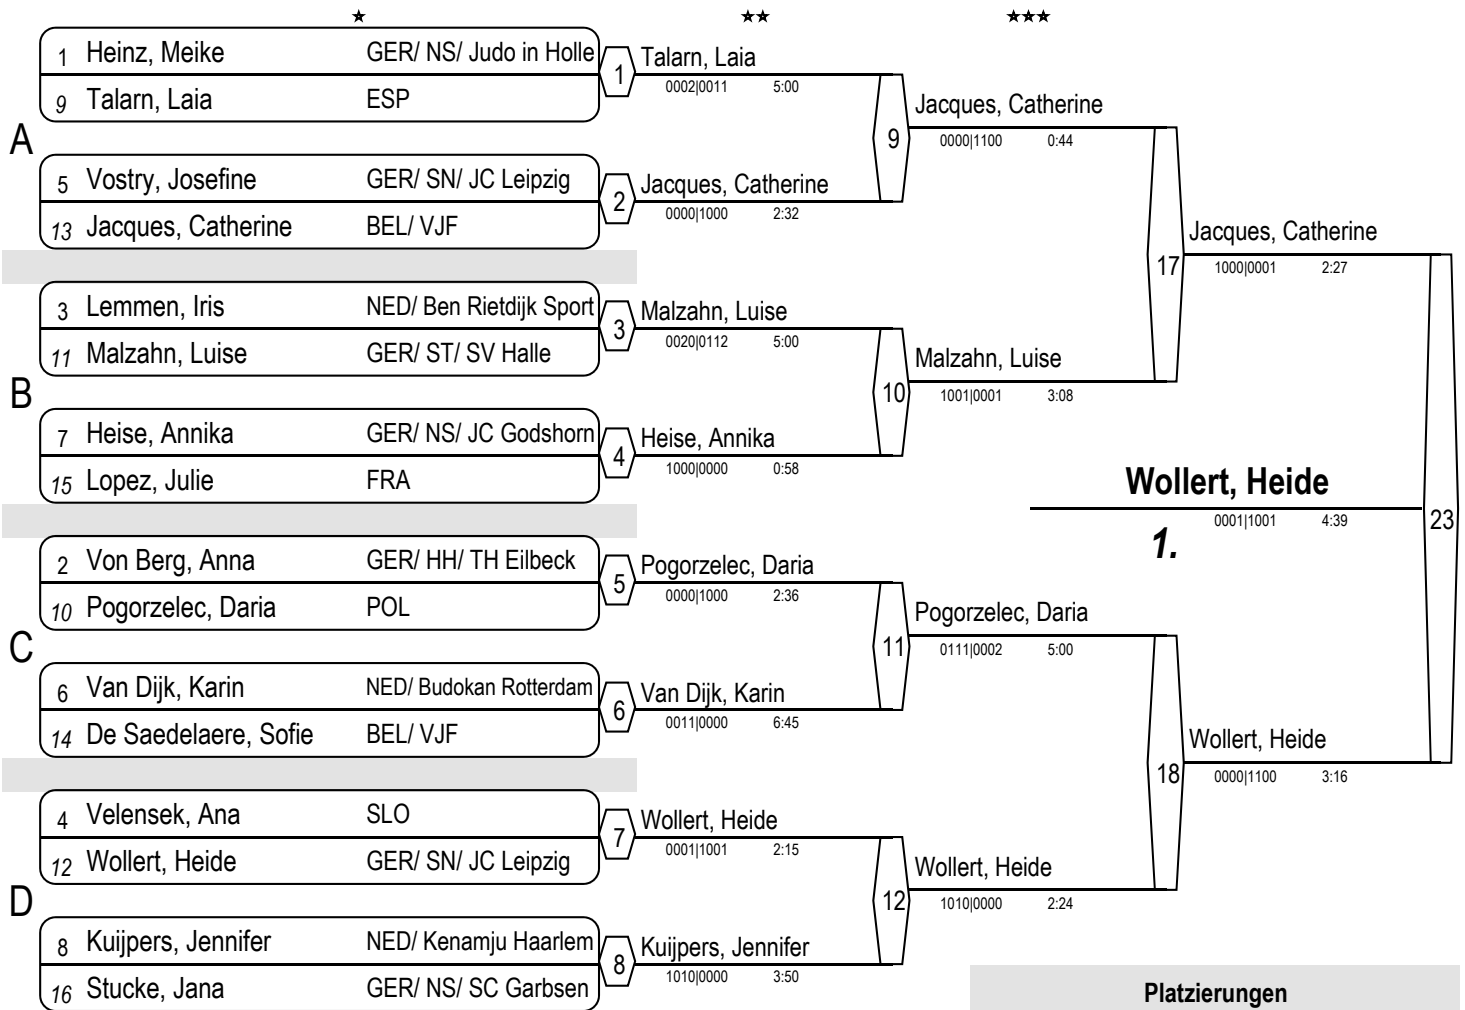 ★ ★★ ★★★
1 Heinz, Meike GER/ NS/ Judo in Holle
9 Talarn, Laia ESP
A
5 Vostry, Josefine GER/ SN/ JC Leipzig
13 Jacques, Catherine BEL/ VJF
3 Lemmen, Iris NED/ Ben Rietdijk Sport
11 Malzahn, Luise GER/ ST/ SV Halle
B
7 Heise, Annika GER/ NS/ JC Godshorn
15 Lopez, Julie FRA
2 Von Berg, Anna GER/ HH/ TH Eilbeck
10 Pogorzelec, Daria POL
C
6 Van Dijk, Karin NED/ Budokan Rotterdam
14 De Saedelaere, Sofie BEL/ VJF
4 Velensek, Ana SLO
12 Wollert, Heide GER/ SN/ JC Leipzig
D
8 Kuijpers, Jennifer NED/ Kenamju Haarlem
16 Stucke, Jana GER/ NS/ SC Garbsen
1 Talarn, Laia
0002|0011 5:00
2 Jacques, Catherine
0000|1000 2:32
3 Malzahn, Luise
0020|0112 5:00
4 Heise, Annika
1000|0000 0:58
5 Pogorzelec, Daria
0000|1000 2:36
6 Van Dijk, Karin
0011|0000 6:45
7 Wollert, Heide
0001|1001 2:15
8 Kuijpers, Jennifer
1010|0000 3:50
9 Jacques, Catherine
0000|1100 0:44
10 Malzahn, Luise
1001|0001 3:08
11 Pogorzelec, Daria
0111|0002 5:00
12 Wollert, Heide
1010|0000 2:24
17 Jacques, Catherine
1000|0001 2:27
18 Wollert, Heide
0000|1100 3:16
Wollert, Heide
0001|1001 4:39
23
1.
Platzierungen